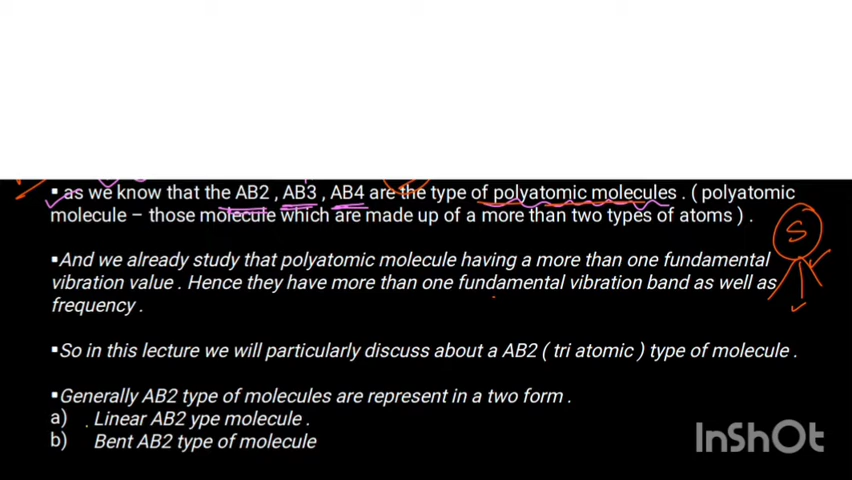 ▪ as we know that the AB2 , AB3 , AB4 are the type of polyatomic molecules . ( polyatomic
molecule – those molecule which are made up of a more than two types of atoms ) .
S
▪And we already study that polyatomic molecule having a more than one fundamental
vibration value . Hence they have more than one fundamental vibration band as well as
frequency .
▪So in this lecture we will particularly discuss about a AB2 ( tri atomic ) type of molecule .
▪Generally AB2 type of molecules are represent in a two form .
a) Linear AB2 ype molecule .
b) Bent AB2 type of molecule
InShOt